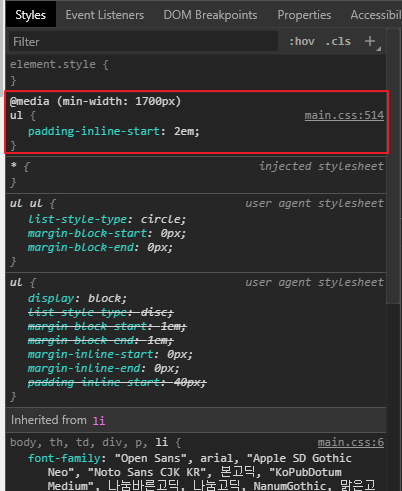 Styles Event Listeners DOM Breakpoints Properties Accessibil
Filter :hov .cls +
element.style {
}
@media (min-width: 1700px)
ul { main.css:514
padding-inline-start: 2em;
}
* { injected stylesheet
}
ul ul { user agent stylesheet
list-style-type: circle;
margin-block-start: 0px;
margin-block-end: 0px;
}
ul { user agent stylesheet
display: block;
list-style-type: disc;
margin-block-start: 1em;
margin-block-end: 1em;
margin-inline-start: 0px;
margin-inline-end: 0px;
padding-inline-start: 40px;
}
Inherited from li
body, th, td, div, p, li { main.css:6
font-family: "Open Sans", arial, "Apple SD Gothic
Neo", "Noto Sans CJK KR", 본고딕, "KoPubDotum
Medium", 나눔바른고딕, 나눔고딕, NanumGothic, 맑은고